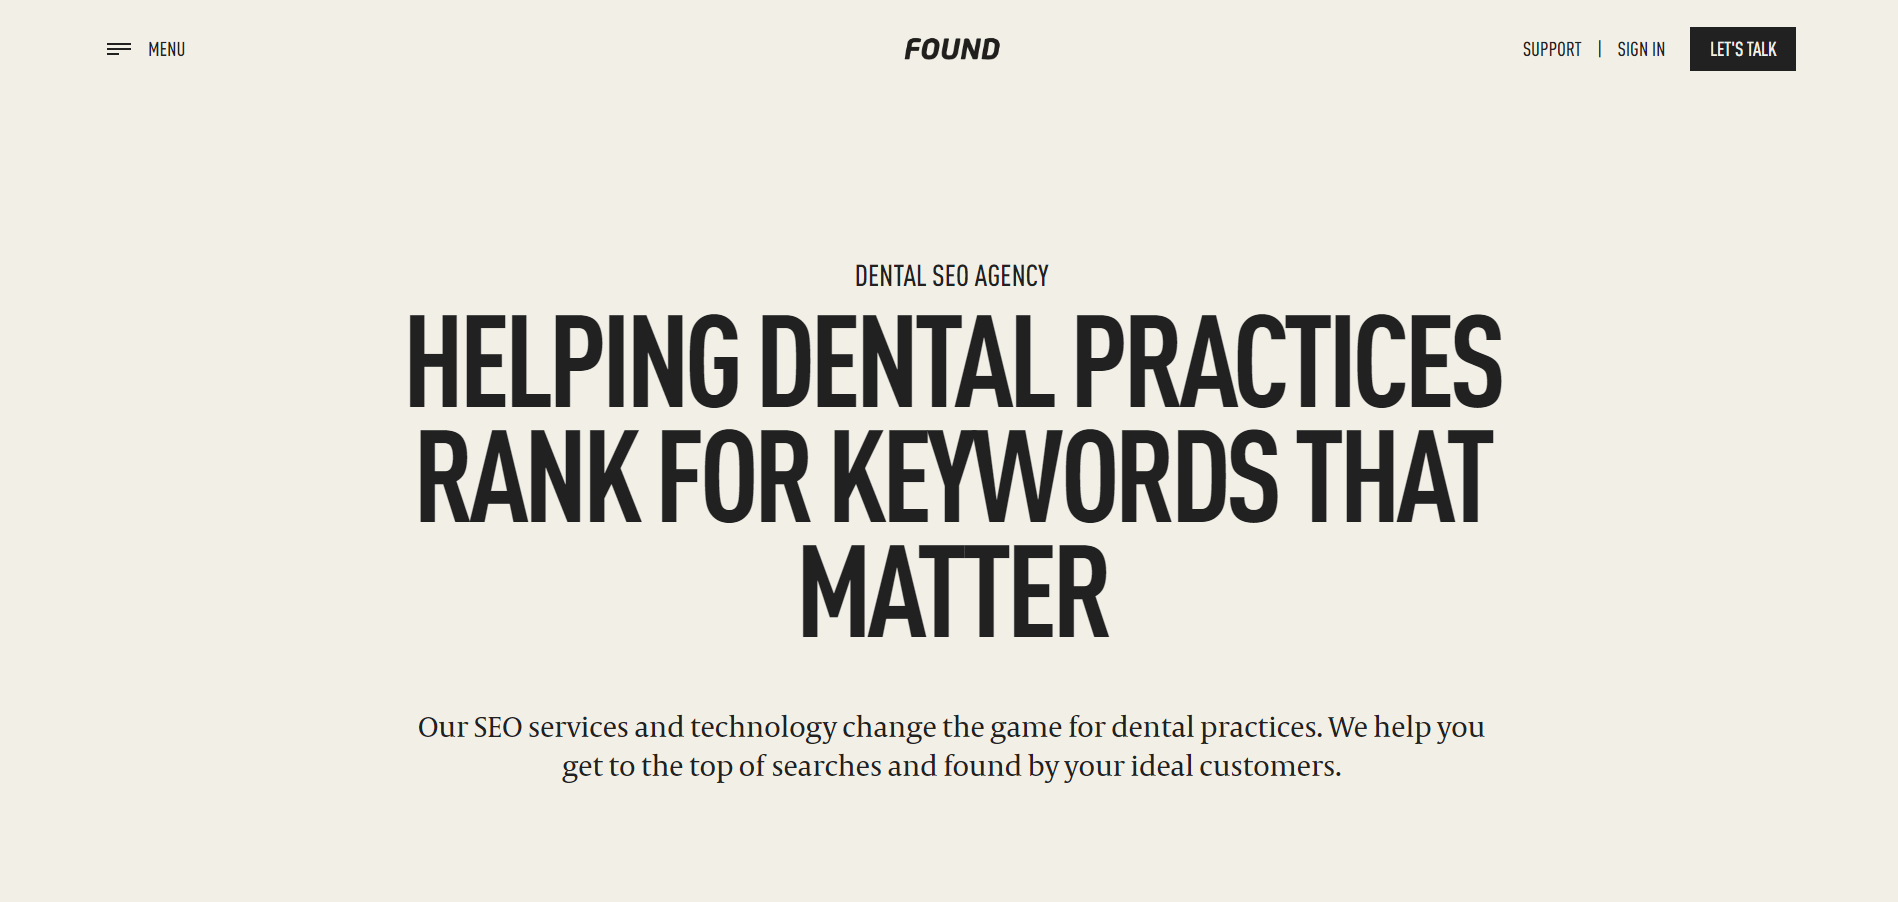 MENU
FOUND
SUPPORT | SIGN IN
LET'S TALK
DENTAL SEO AGENCY
HELPING DENTAL PRACTICES
RANK FOR KEYWORDS THAT
MATTER
Our SEO services and technology change the game for dental practices. We help you
get to the top of searches and found by your ideal customers.